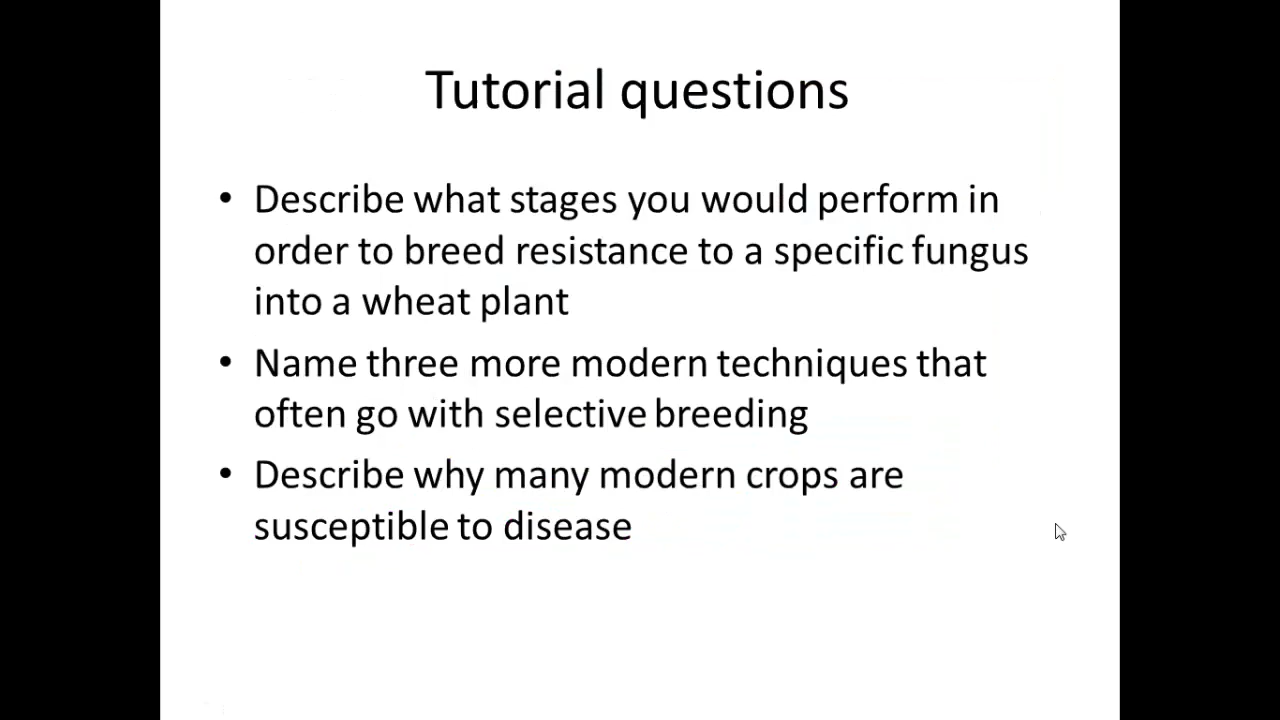 Tutorial questions
• Describe what stages you would perform in
order to breed resistance to a specific fungus
into a wheat plant
• Name three more modern techniques that
often go with selective breeding
• Describe why many modern crops are
susceptible to disease